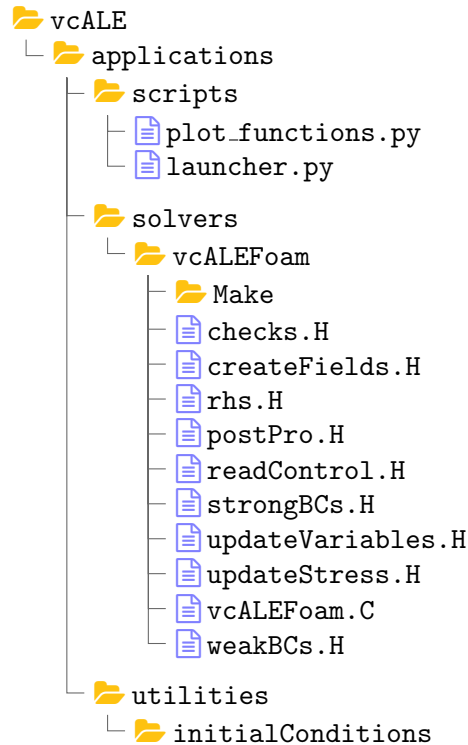 vcALE
applications
scripts
plot_functions.py
launcher.py
solvers
vcALEFoam
Make
checks.H
createFields.H
rhs.H
postPro.H
readControl.H
strongBCs.H
updateVariables.H
updateStress.H
vcALEFoam.C
weakBCs.H
utilities
initialConditions